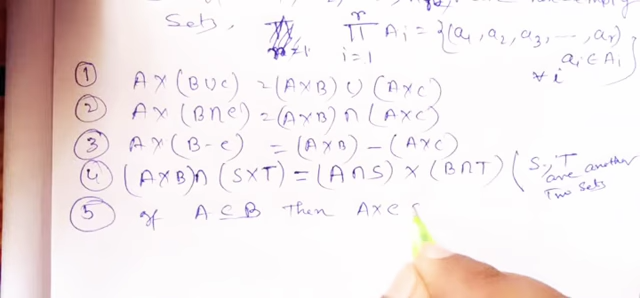 Sets, r ∏ i=1 Ai = {(a1, a2, a3, ---, ar)
ai ∈ Ai }
∀ i
① A × (B∪C) = (A×B) ∪ (A×C)
② A × (B∩C) = (A×B) ∩ (A×C)
③ A × (B-C) = (A×B) - (A×C)
④ (A×B) ∩ (S×T) = (A∩S) × (B∩T) ( S, T
are another
Two sets
⑤ If A ⊆ B Then A×C